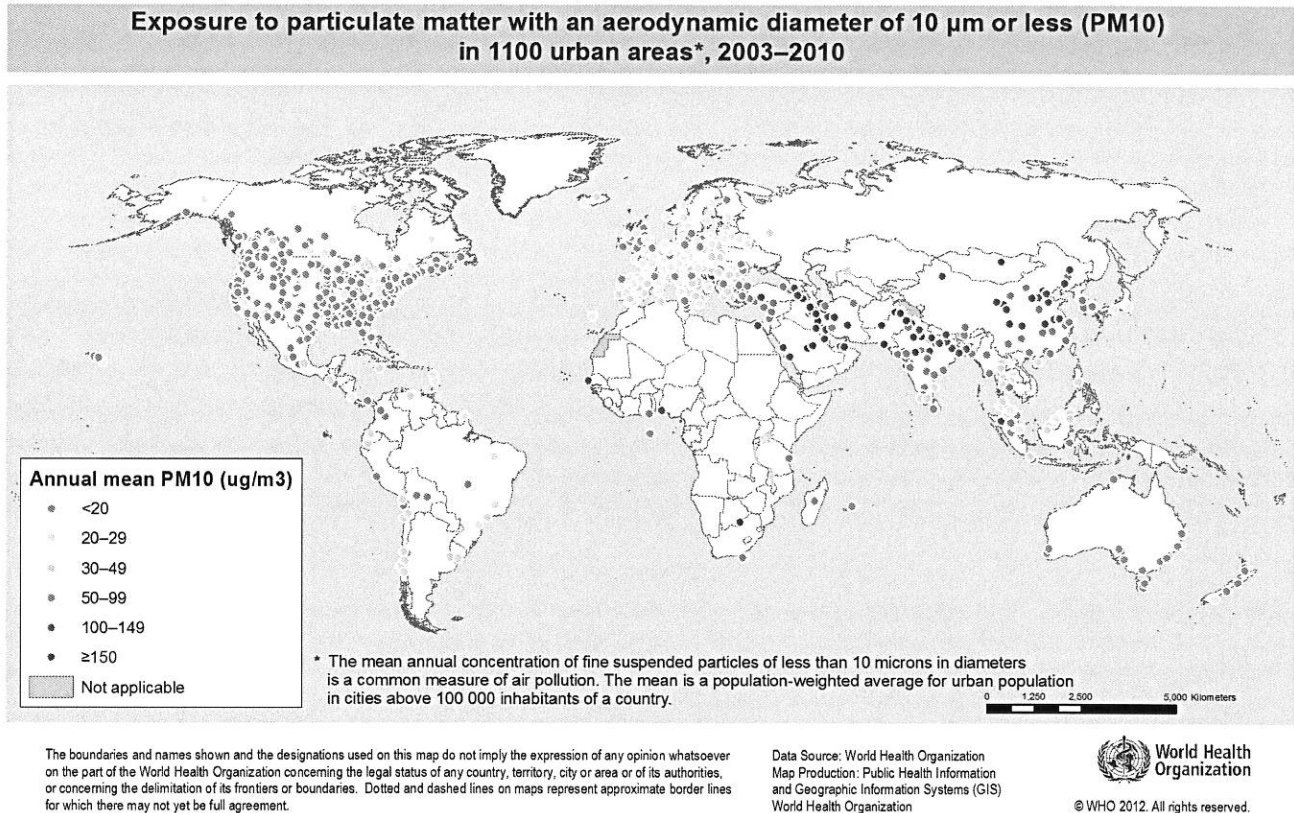 Exposure to particulate matter with an aerodynamic diameter of 10 µm or less (PM10)
in 1100 urban areas*, 2003–2010
Annual mean PM10 (ug/m3)
<20
20–29
30–49
50–99
100–149
≥150
Not applicable
* The mean annual concentration of fine suspended particles of less than 10 microns in diameters
is a common measure of air pollution. The mean is a population-weighted average for urban population
in cities above 100 000 inhabitants of a country.
0 1,250 2,500 5,000 Kilometers
The boundaries and names shown and the designations used on this map do not imply the expression of any opinion whatsoever
on the part of the World Health Organization concerning the legal status of any country, territory, city or area or of its authorities,
or concerning the delimitation of its frontiers or boundaries. Dotted and dashed lines on maps represent approximate border lines
for which there may not yet be full agreement.
Data Source: World Health Organization
Map Production: Public Health Information
and Geographic Information Systems (GIS)
World Health Organization
World Health
Organization
© WHO 2012. All rights reserved.